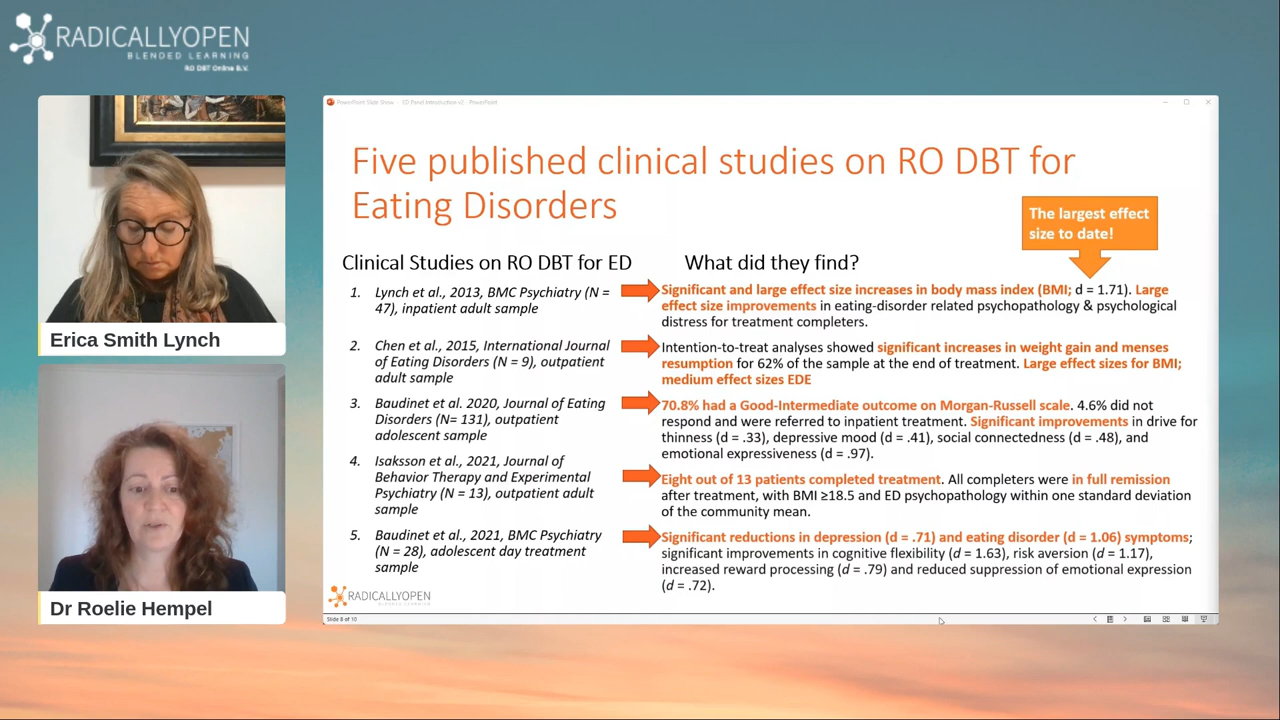 RADICALLYOPEN
BLENDED LEARNING
RO DBT Online B.V.
Erica Smith Lynch
Dr Roelie Hempel
PowerPoint Slide Show - ED Panel Introduction v2 - PowerPoint
Five published clinical studies on RO DBT for
Eating Disorders
The largest effect
size to date!
Clinical Studies on RO DBT for ED
What did they find?
1. Lynch et al., 2013, BMC Psychiatry (N =
47), inpatient adult sample
Significant and large effect size increases in body mass index (BMI; d = 1.71). Large
effect size improvements in eating-disorder related psychopathology & psychological
distress for treatment completers.
2. Chen et al., 2015, International Journal
of Eating Disorders (N = 9), outpatient
adult sample
Intention-to-treat analyses showed significant increases in weight gain and menses
resumption for 62% of the sample at the end of treatment. Large effect sizes for BMI;
medium effect sizes EDE
3. Baudinet et al. 2020, Journal of Eating
Disorders (N= 131), outpatient
adolescent sample
70.8% had a Good-Intermediate outcome on Morgan-Russell scale. 4.6% did not
respond and were referred to inpatient treatment. Significant improvements in drive for
thinness (d = .33), depressive mood (d = .41), social connectedness (d = .48), and
emotional expressiveness (d = .97).
4. Isaksson et al., 2021, Journal of
Behavior Therapy and Experimental
Psychiatry (N = 13), outpatient adult
sample
Eight out of 13 patients completed treatment. All completers were in full remission
after treatment, with BMI ≥18.5 and ED psychopathology within one standard deviation
of the community mean.
5. Baudinet et al., 2021, BMC Psychiatry
(N = 28), adolescent day treatment
sample
Significant reductions in depression (d = .71) and eating disorder (d = 1.06) symptoms;
significant improvements in cognitive flexibility (d = 1.63), risk aversion (d = 1.17),
increased reward processing (d = .79) and reduced suppression of emotional expression
(d = .72).
RADICALLYOPEN
BLENDED LEARNING
Slide 8 of 10